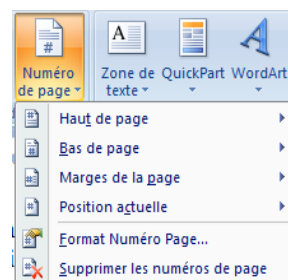 Numéro
de page
Zone de
texte
QuickPart
WordArt
Haut de page
Bas de page
Marges de la page
Position actuelle
Format Numéro Page...
Supprimer les numéros de page